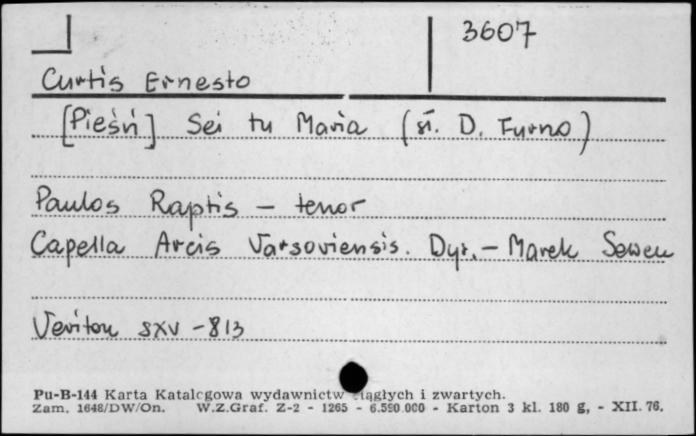 3607
Curtis Ernesto
[Pieśń] Sei tu Maria (sł. D. Furno)
Paulos Raptis – tenor
Capella Arcis Varsoviensis. Dyr. – Marek Sewen
Veriton SXV – 813
Pu-B-144 Karta Katalogowa wydawnictw ciągłych i zwartych.
Zam. 1648/DW/On. W.Z.Graf. Z-2 - 1265 - 6.590.000 - Karton 3 kl. 180 g, - XII. 76.